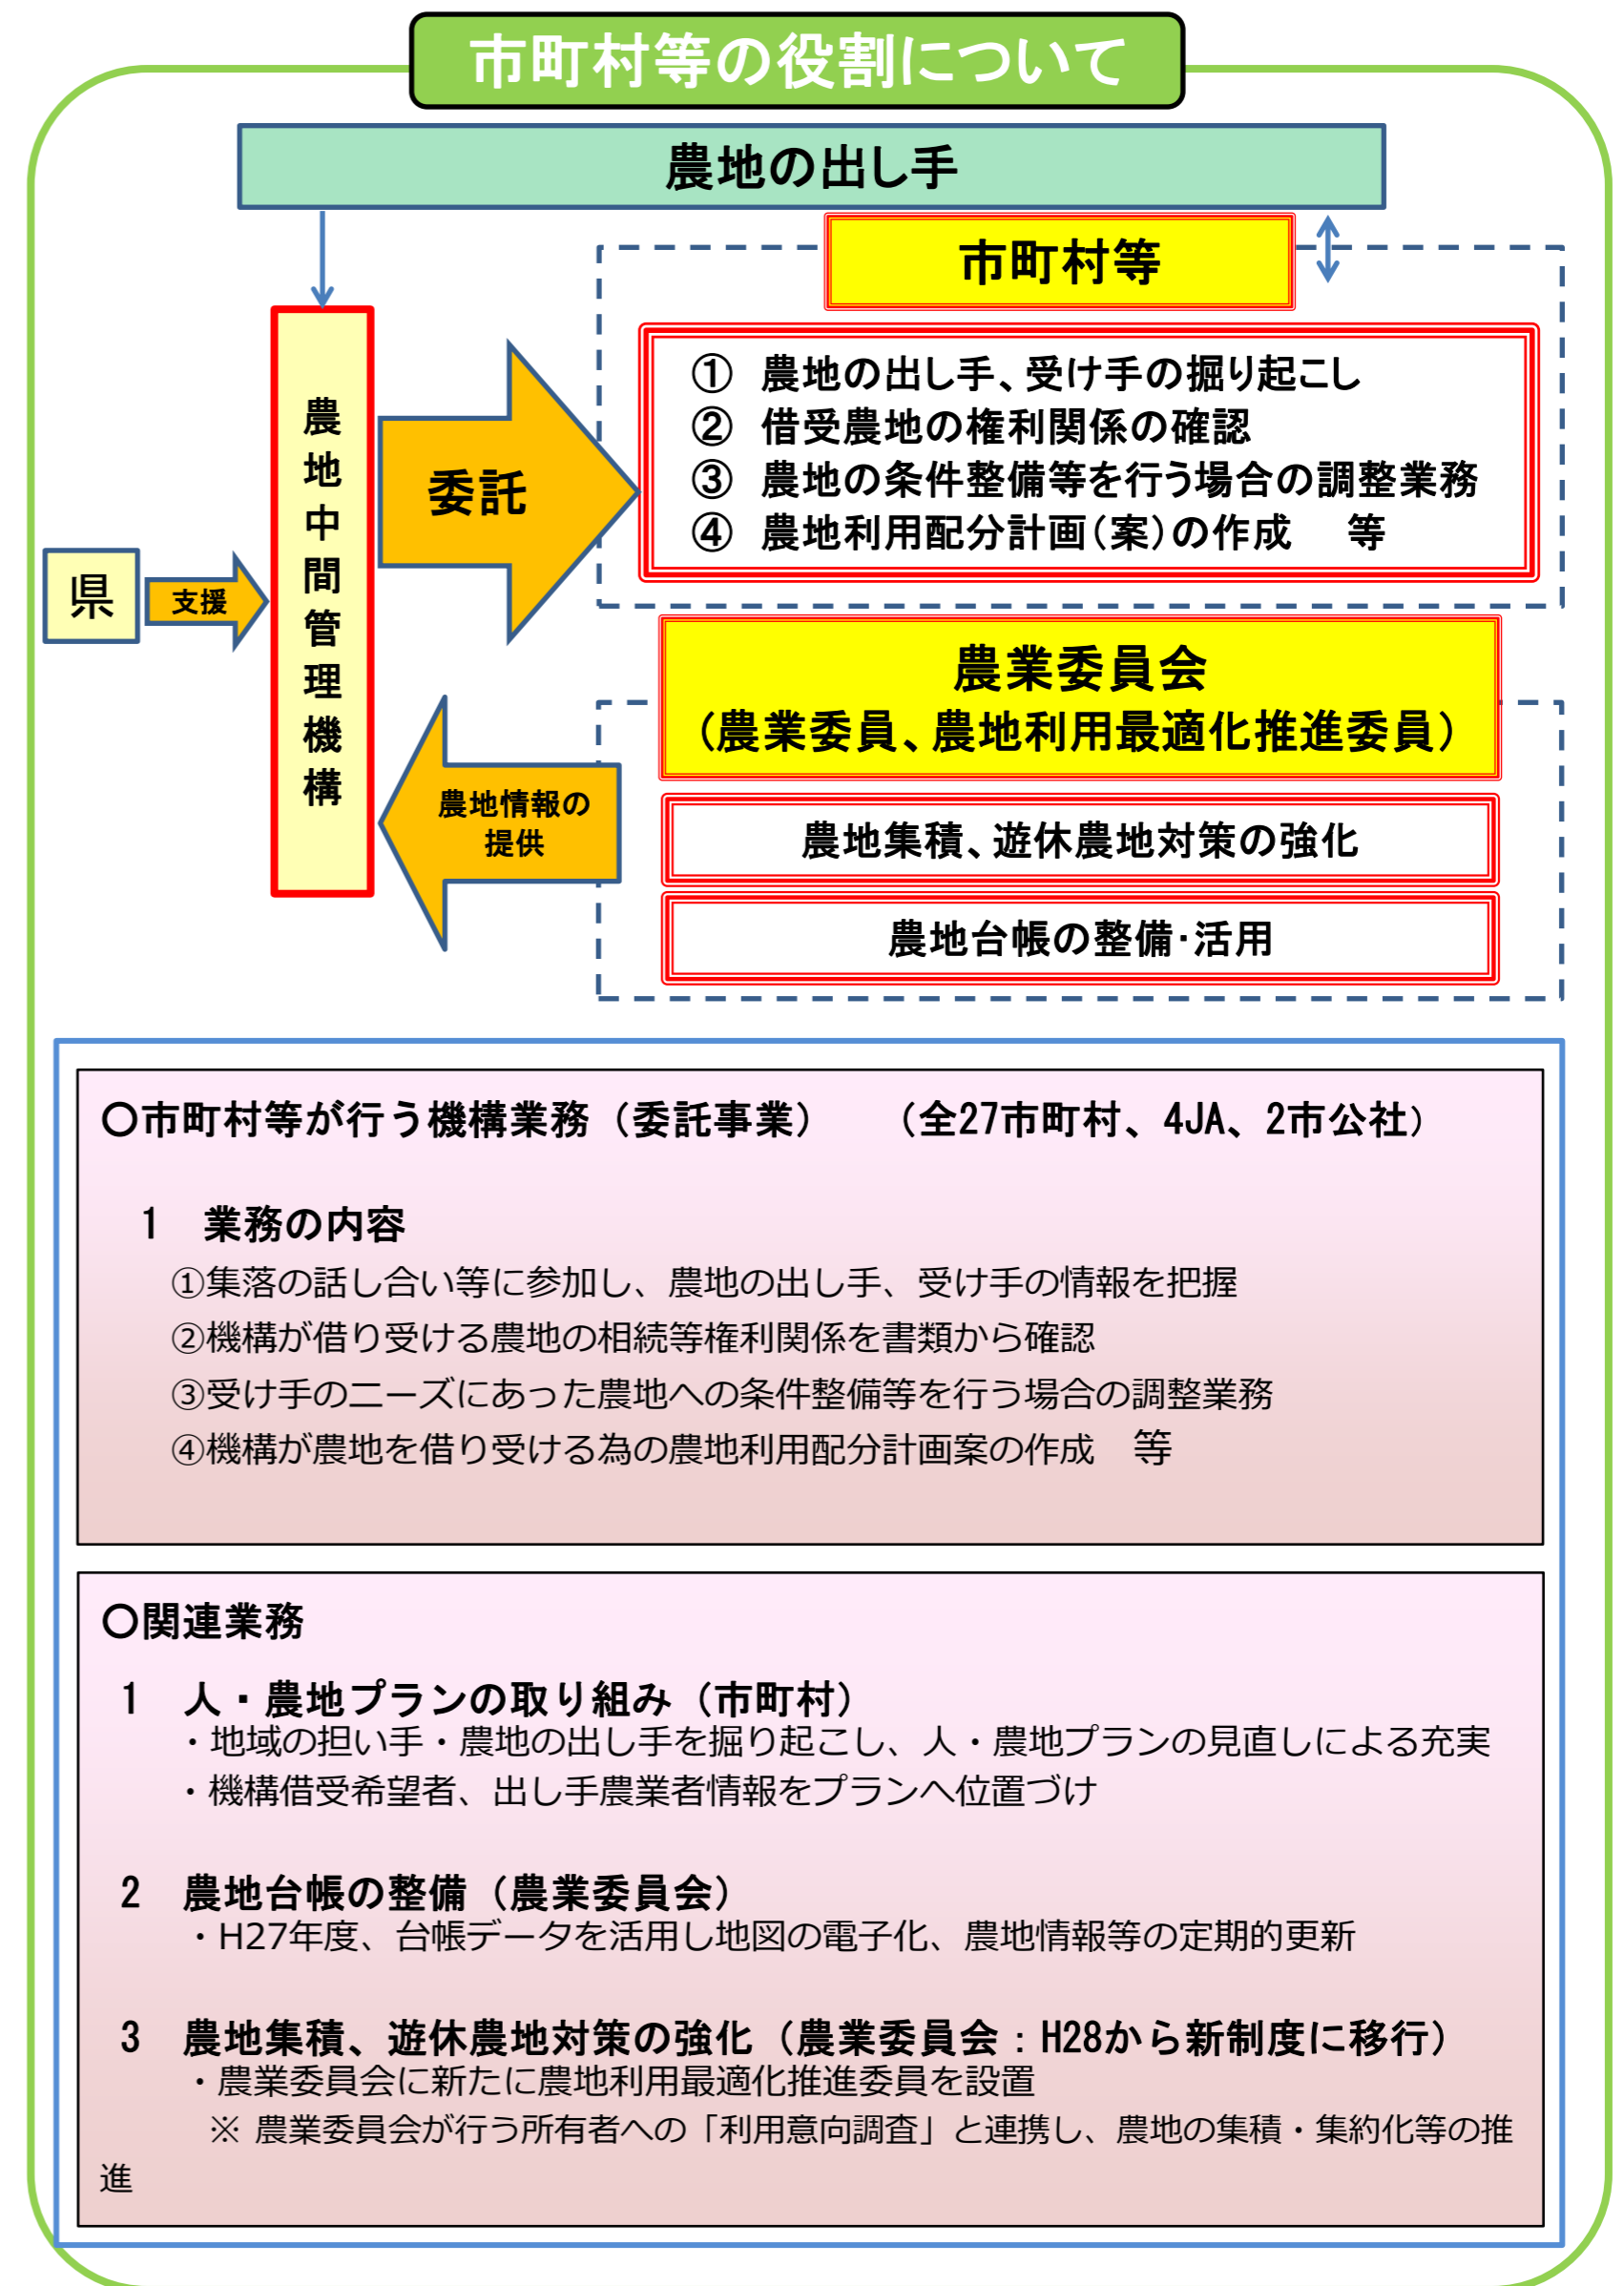 市町村等の役割について
農地の出し手
市町村等
① 農地の出し手、受け手の掘り起こし
② 借受農地の権利関係の確認
③ 農地の条件整備等を行う場合の調整業務
④ 農地利用配分計画(案)の作成 等
委託
農地中間管理機構
県
支援
農業委員会
(農業委員、農地利用最適化推進委員)
農地情報の
提供
農地集積、遊休農地対策の強化
農地台帳の整備・活用
○市町村等が行う機構業務（委託事業） （全27市町村、4JA、2市公社）
1 業務の内容
①集落の話し合い等に参加し、農地の出し手、受け手の情報を把握
②機構が借り受ける農地の相続等権利関係を書類から確認
③受け手のニーズにあった農地への条件整備等を行う場合の調整業務
④機構が農地を借り受ける為の農地利用配分計画案の作成 等
○関連業務
1 人・農地プランの取り組み（市町村）
・地域の担い手・農地の出し手を掘り起こし、人・農地プランの見直しによる充実
・機構借受希望者、出し手農業者情報をプランへ位置づけ
2 農地台帳の整備（農業委員会）
・H27年度、台帳データを活用し地図の電子化、農地情報等の定期的更新
3 農地集積、遊休農地対策の強化（農業委員会：H28から新制度に移行）
・農業委員会に新たに農地利用最適化推進委員を設置
※ 農業委員会が行う所有者への「利用意向調査」と連携し、農地の集積・集約化等の推
進